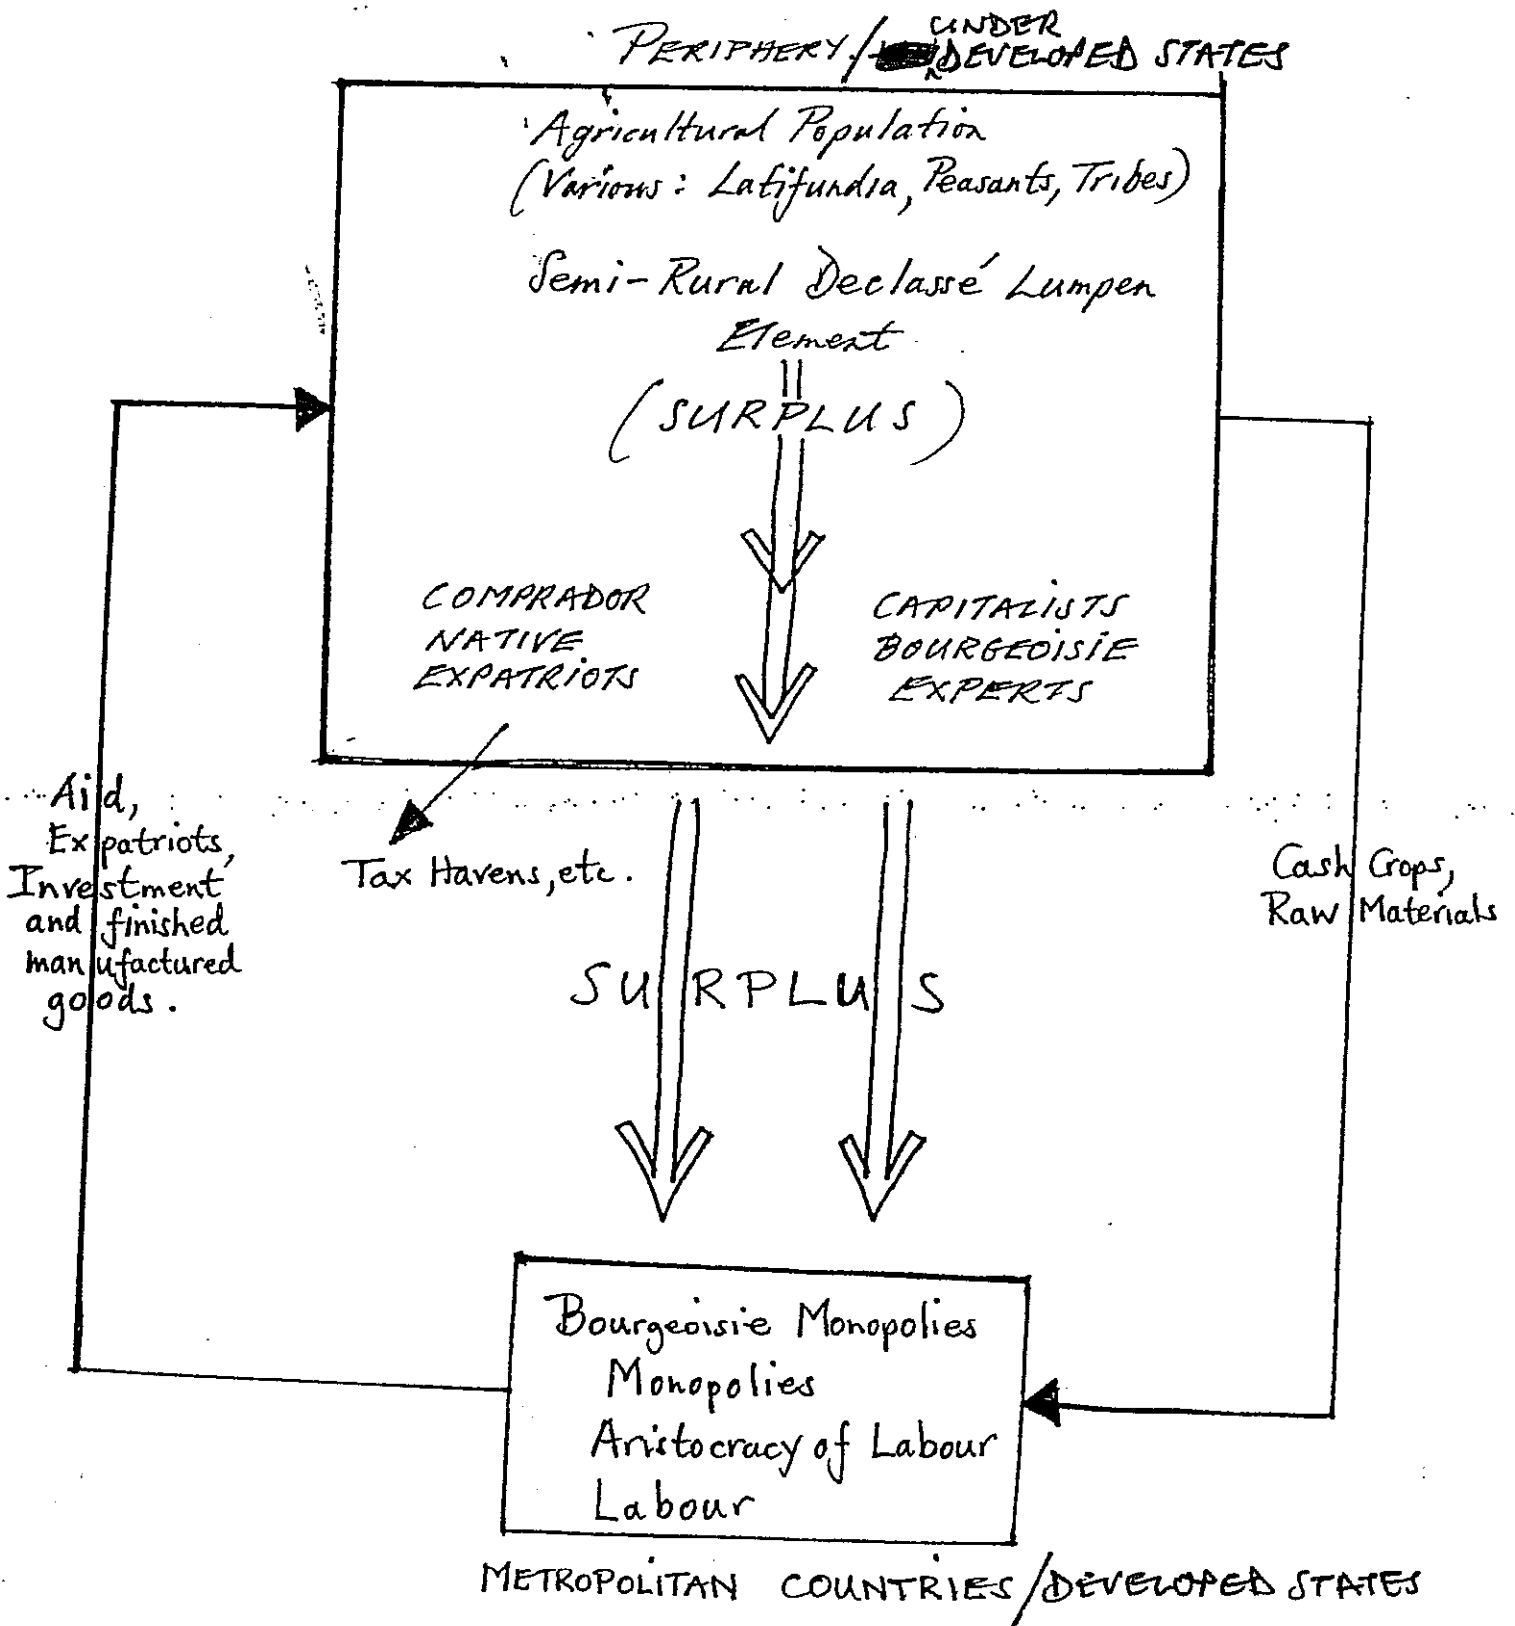 UNDER
PERIPHERY/DEVELOPED STATES
Agricultural Population
(Various: Latifundia, Peasants, Tribes)
Semi-Rural Declassé Lumpen
Element
(SURPLUS)
COMPRADOR
NATIVE
EXPATRIOTS
CAPITALISTS
BOURGEOISIE
EXPERTS
Aid,
Expatriots,
Investment
and finished
manufactured
goods.
Tax Havens, etc.
Cash Crops,
Raw Materials
SURPLUS
Bourgeoisie Monopolies
Monopolies
Aristocracy of Labour
Labour
METROPOLITAN COUNTRIES/DEVELOPED STATES